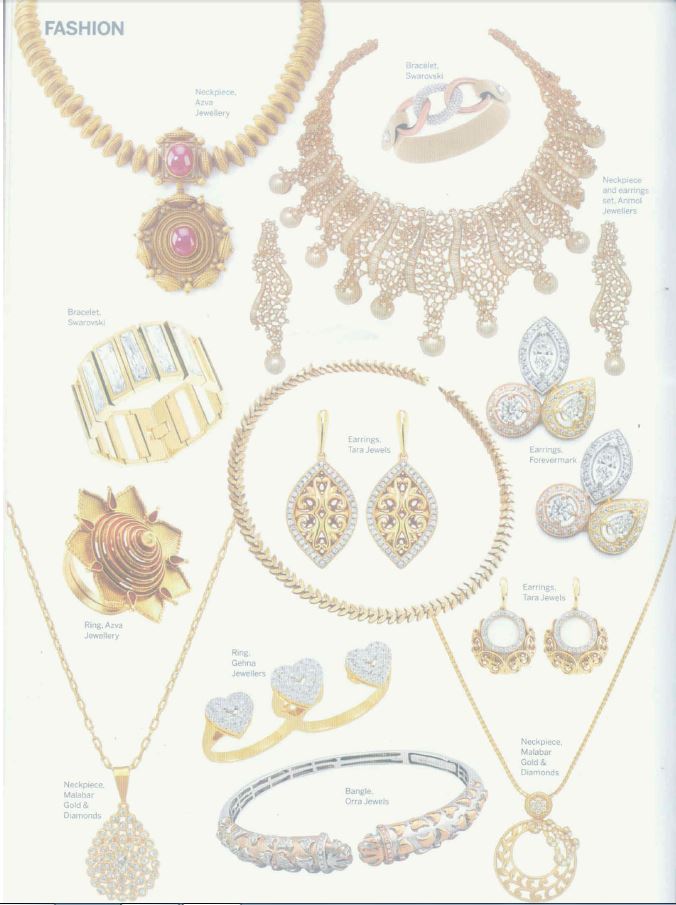 FASHION
Neckpiece,
Azva
Jewellery
Bracelet,
Swarovski
Neckpiece
and earrings
set, Anmol
Jewellers
Bracelet,
Swarovski
Earrings,
Tara Jewels
Earrings,
Forevermark
Ring, Azva
Jewellery
Earrings,
Tara Jewels
Ring,
Gehna
Jewellers
Neckpiece,
Malabar
Gold &
Diamonds
Neckpiece,
Malabar
Gold &
Diamonds
Bangle,
Orra Jewels